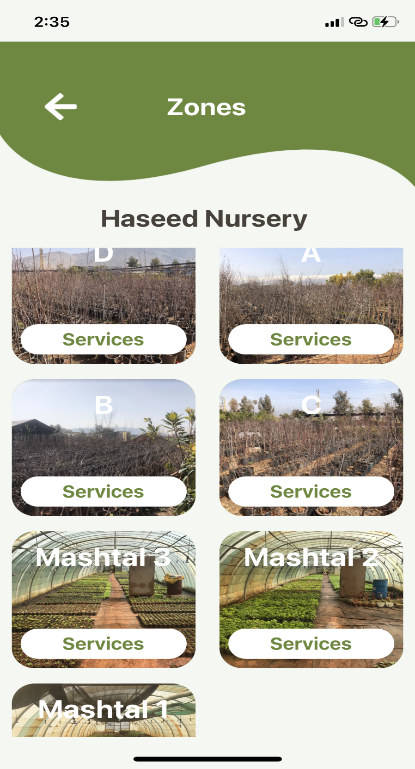 2:35
Zones
Haseed Nursery
D
A
Services
Services
B
C
Services
Services
Mashtal 3
Mashtal 2
Services
Services
Mashtal 1